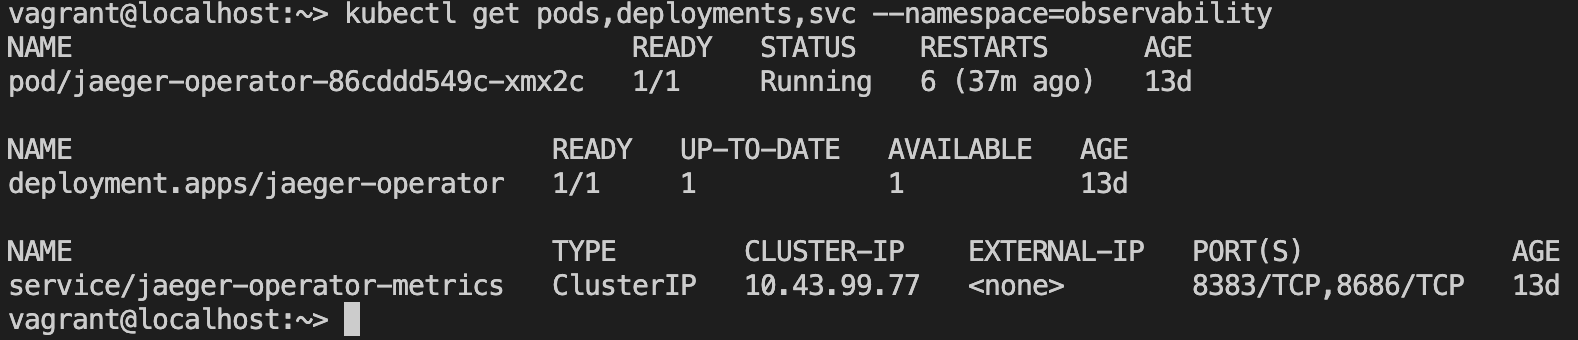 vagrant@localhost:~> kubectl get pods,deployments,svc --namespace=observability
NAME                                   READY   STATUS    RESTARTS      AGE
pod/jaeger-operator-86cddd549c-xmx2c   1/1     Running   6 (37m ago)   13d

NAME                              READY   UP-TO-DATE   AVAILABLE   AGE
deployment.apps/jaeger-operator   1/1     1            1           13d

NAME                              TYPE        CLUSTER-IP    EXTERNAL-IP   PORT(S)             AGE
service/jaeger-operator-metrics   ClusterIP   10.43.99.77   <none>        8383/TCP,8686/TCP   13d
vagrant@localhost:~>